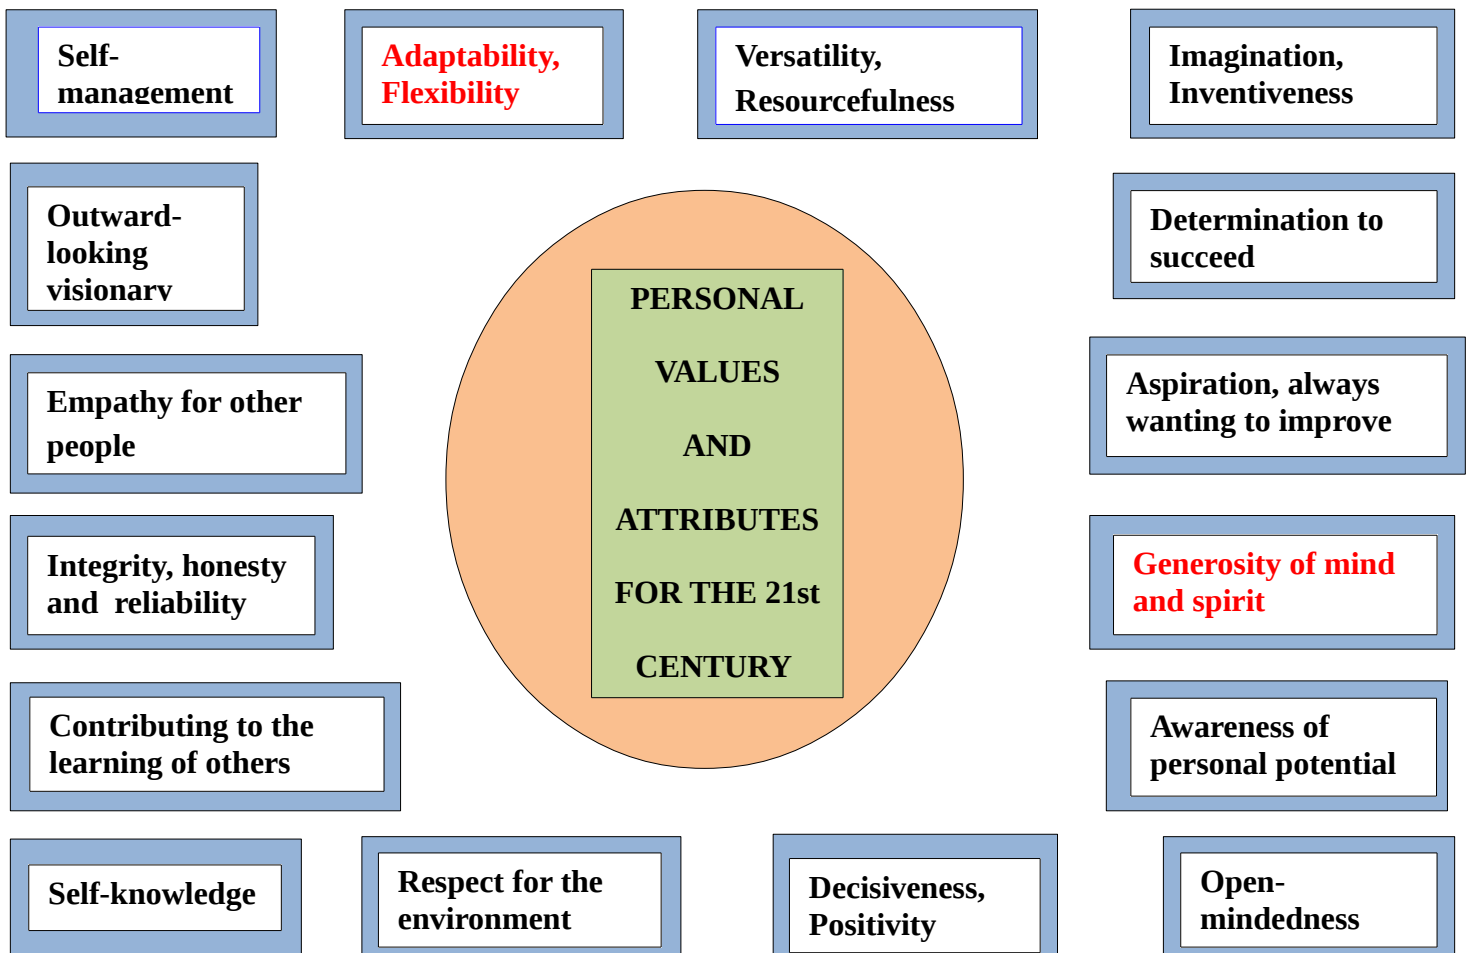 Self-
management
Adaptability,
Flexibility
Versatility,
Resourcefulness
Imagination,
Inventiveness
Outward-
looking
visionary
Determination to
succeed
PERSONAL
VALUES
AND
ATTRIBUTES
FOR THE 21st
CENTURY
Empathy for other
people
Aspiration, always
wanting to improve
Integrity, honesty
and reliability
Generosity of mind
and spirit
Contributing to the
learning of others
Awareness of
personal potential
Self-knowledge
Respect for the
environment
Decisiveness,
Positivity
Open-
mindedness